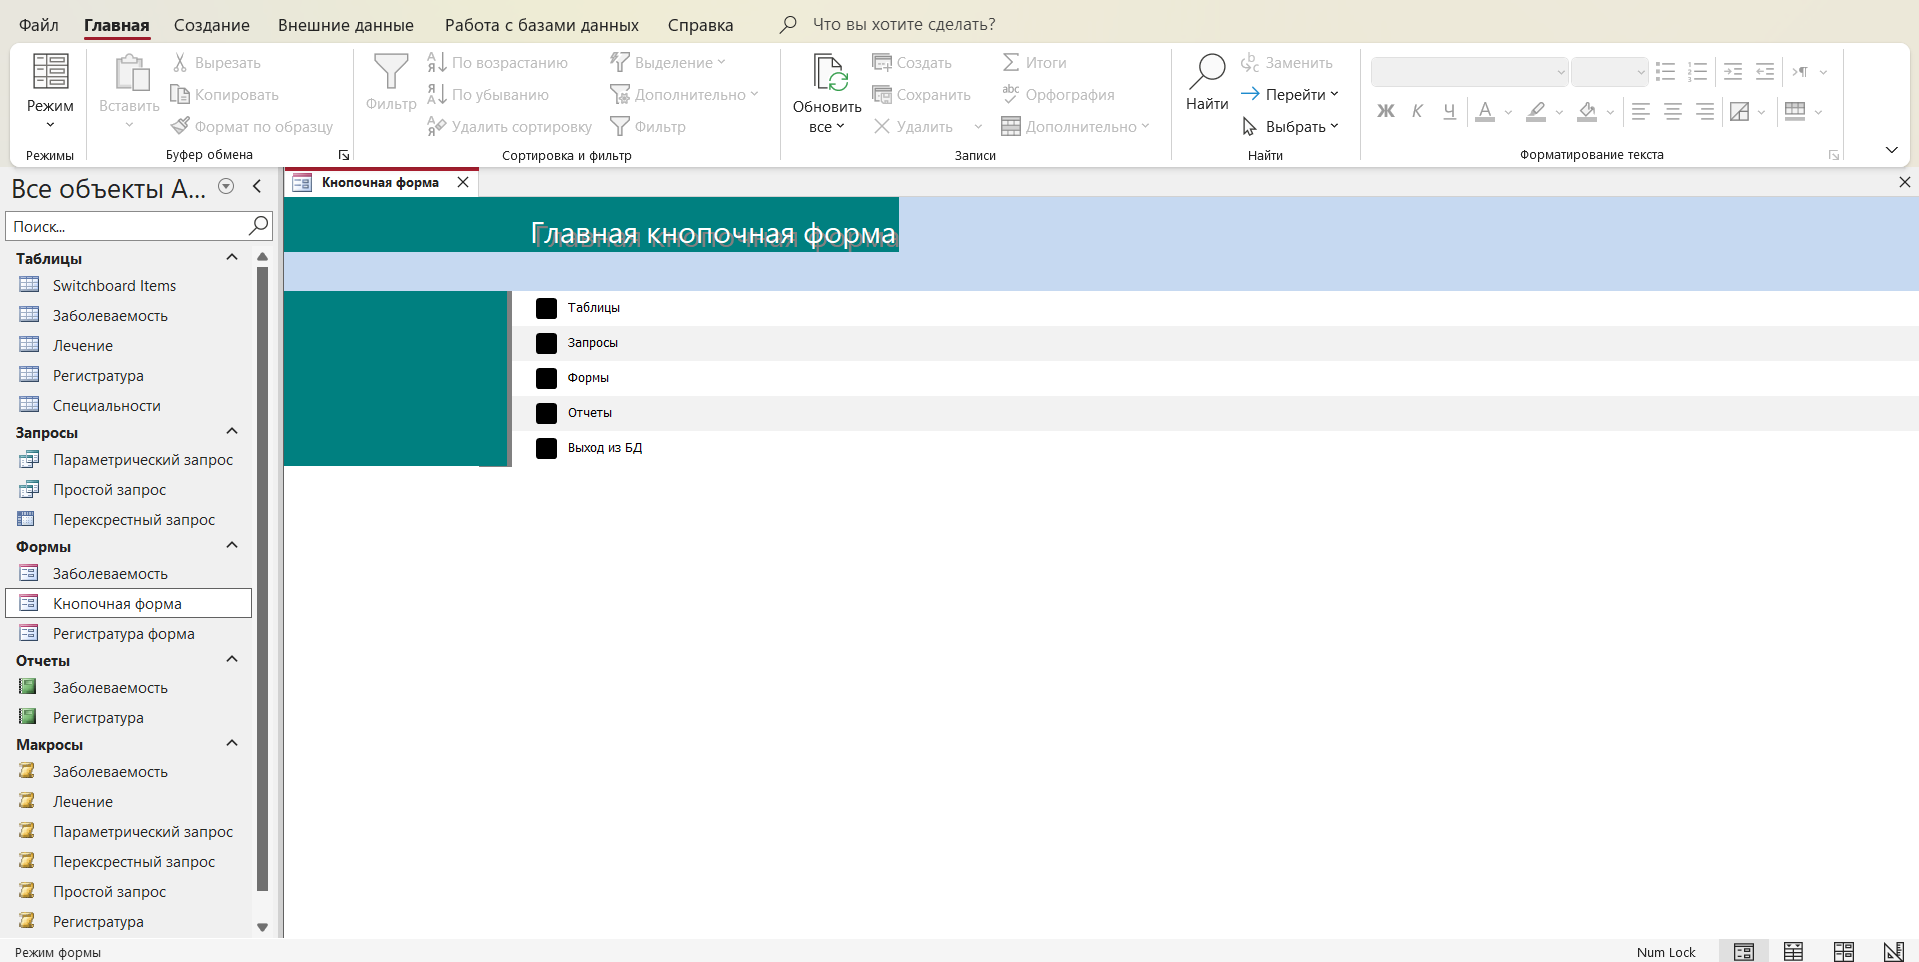 Файл Главная Создание Внешние данные Работа с базами данных Справка Что вы хотите сделать?
Режим
Режимы
Вставить
Вырезать
Копировать
Формат по образцу
Буфер обмена
Фильтр
По возрастанию
По убыванию
Удалить сортировку
Выделение
Дополнительно
Фильтр
Сортировка и фильтр
Обновить
все
Создать
Сохранить
Удалить
Итоги
Орфография
Дополнительно
Записи
Найти
Заменить
Перейти
Выбрать
Найти
Ж К Ч А
Форматирование текста
Все объекты A...
Поиск...
Таблицы
Switchboard Items
Заболеваемость
Лечение
Регистратура
Специальности
Запросы
Параметрический запрос
Простой запрос
Перексрестный запрос
Формы
Заболеваемость
Кнопочная форма
Регистратура форма
Отчеты
Заболеваемость
Регистратура
Макросы
Заболеваемость
Лечение
Параметрический запрос
Перексрестный запрос
Простой запрос
Регистратура
Кнопочная форма
Главная кнопочная форма
Таблицы
Запросы
Формы
Отчеты
Выход из БД
Режим формы
Num Lock